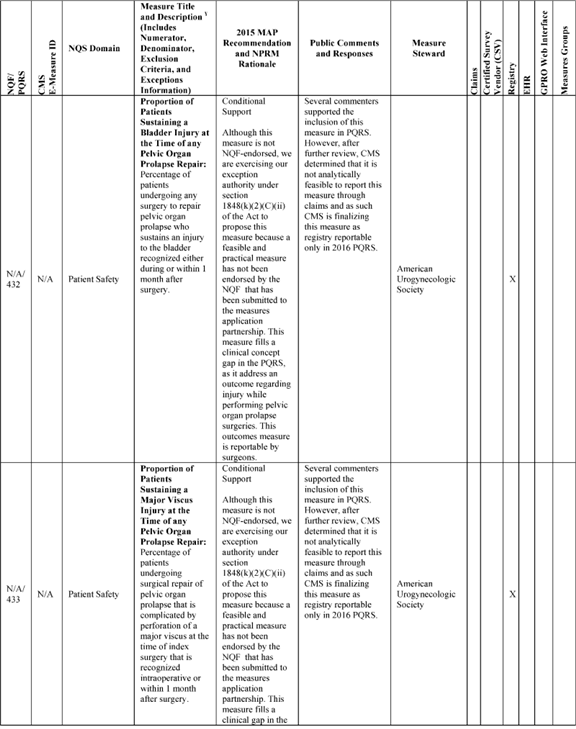 NQF/
PQRS
CMS
E-Measure ID
NQS Domain
Measure Title
and Description ¥
(Includes
Numerator,
Denominator,
Exclusion
Criteria, and
Exceptions
Information)
2015 MAP
Recommendation
and NPRM
Rationale
Public Comments
and Responses
Measure
Steward
Claims
Certified Survey
Vendor (CSV)
Registry
EHR
GPRO Web Interface
Measures Groups
N/A/
432
N/A
Patient Safety
Proportion of
Patients
Sustaining a
Bladder Injury at
the Time of any
Pelvic Organ
Prolapse Repair:
Percentage of
patients
undergoing any
surgery to repair
pelvic organ
prolapse who
sustains an injury
to the bladder
recognized either
during or within 1
month after
surgery.
Conditional
Support
Although this
measure is not
NQF-endorsed, we
are exercising our
exception
authority under
section
1848(k)(2)(C)(ii)
of the Act to
propose this
measure because a
feasible and
practical measure
has not been
endorsed by the
NQF that has
been submitted to
the measures
application
partnership. This
measure fills a
clinical concept
gap in the PQRS,
as it address an
outcome regarding
injury while
performing pelvic
organ prolapse
surgeries. This
outcomes measure
is reportable by
surgeons.
Several commenters
supported the
inclusion of this
measure in PQRS.
However, after
further review, CMS
determined that it is
not analytically
feasible to report this
measure through
claims and as such
CMS is finalizing
this measure as
registry reportable
only in 2016 PQRS.
American
Urogynecologic
Society
X
N/A/
433
N/A
Patient Safety
Proportion of
Patients
Sustaining a
Major Viscus
Injury at the
Time of any
Pelvic Organ
Prolapse Repair:
Percentage of
patients
undergoing
surgical repair of
pelvic organ
prolapse that is
complicated by
perforation of a
major viscus at the
time of index
surgery that is
recognized
intraoperative or
within 1 month
after surgery.
Conditional
Support
Although this
measure is not
NQF-endorsed, we
are exercising our
exception
authority under
section
1848(k)(2)(C)(ii)
of the Act to
propose this
measure because a
feasible and
practical measure
has not been
endorsed by the
NQF that has
been submitted to
the measures
application
partnership. This
measure fills a
clinical gap in the
Several commenters
supported the
inclusion of this
measure in PQRS.
However, after
further review, CMS
determined that it is
not analytically
feasible to report this
measure through
claims and as such
CMS is finalizing
this measure as
registry reportable
only in 2016 PQRS.
American
Urogynecologic
Society
X